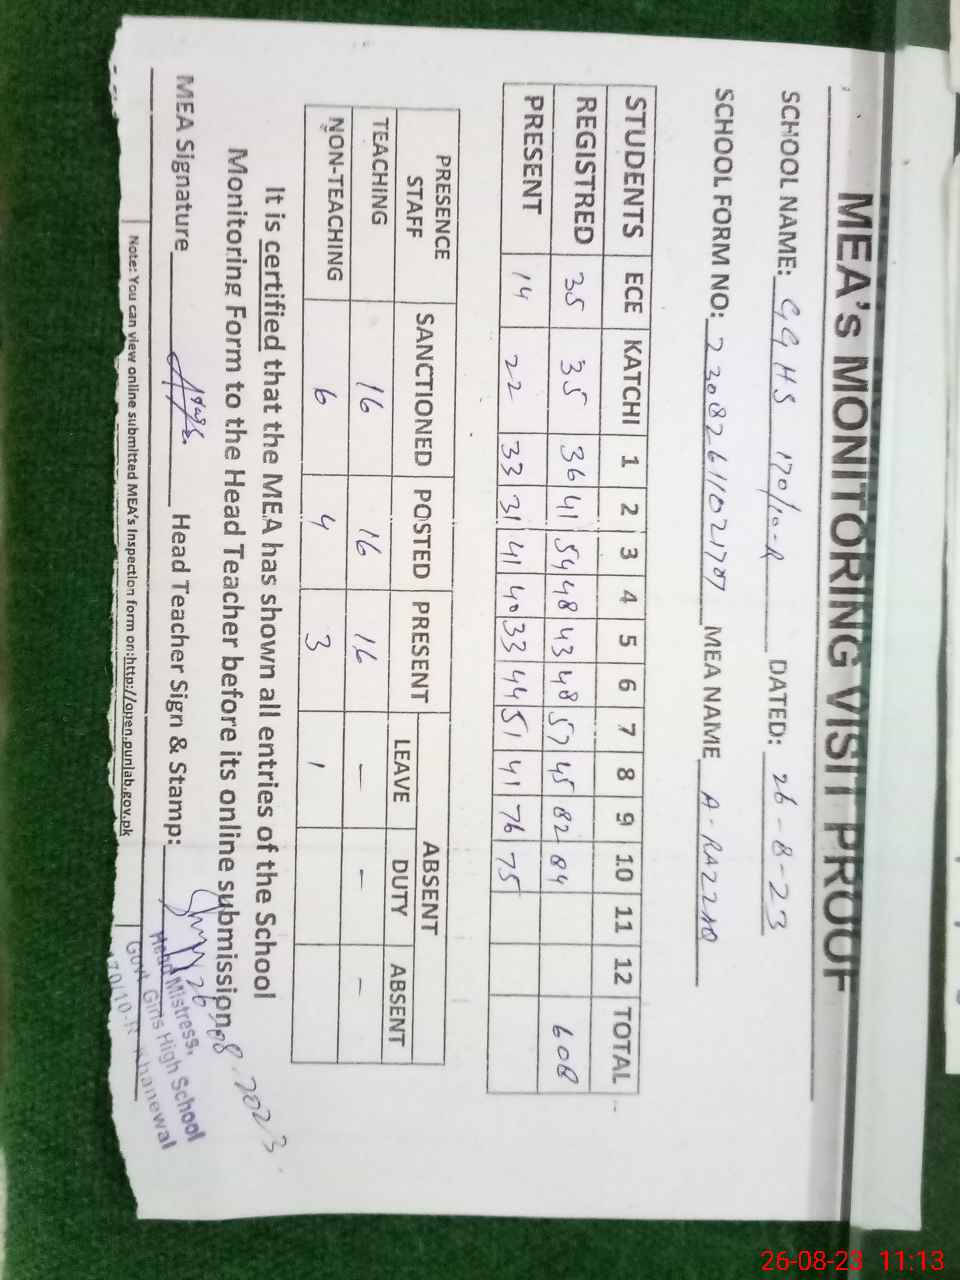 MEA's MONITORING VISIT PROOF
SCHOOL NAME: GGHS 170/10-R DATED: 26-8-23
SCHOOL FORM NO: 23082611021707 MEA NAME A-RAZZAQ
STUDENTS ECE KATCHI 1 2 3 4 5 6 7 8 9 10 11 12 TOTAL
REGISTRED 35 35 36 41 54 48 43 48 57 45 82 84 608
PRESENT 14 22 33 31 41 40 33 44 51 41 76 75
PRESENCE STAFF SANCTIONED POSTED PRESENT ABSENT
LEAVE DUTY ABSENT
TEACHING 16 16 16 – – –
NON-TEACHING 6 4 3 1
It is certified that the MEA has shown all entries of the School
Monitoring Form to the Head Teacher before its online submission.
MEA Signature Head Teacher Sign & Stamp:
26.08.2023.
Head Mistress,
Govt. Girls High School
170/10-R Khanewal
Note: You can view online submitted MEA's Inspection form on:http://open.punjab.gov.pk
26-08-23 11:13